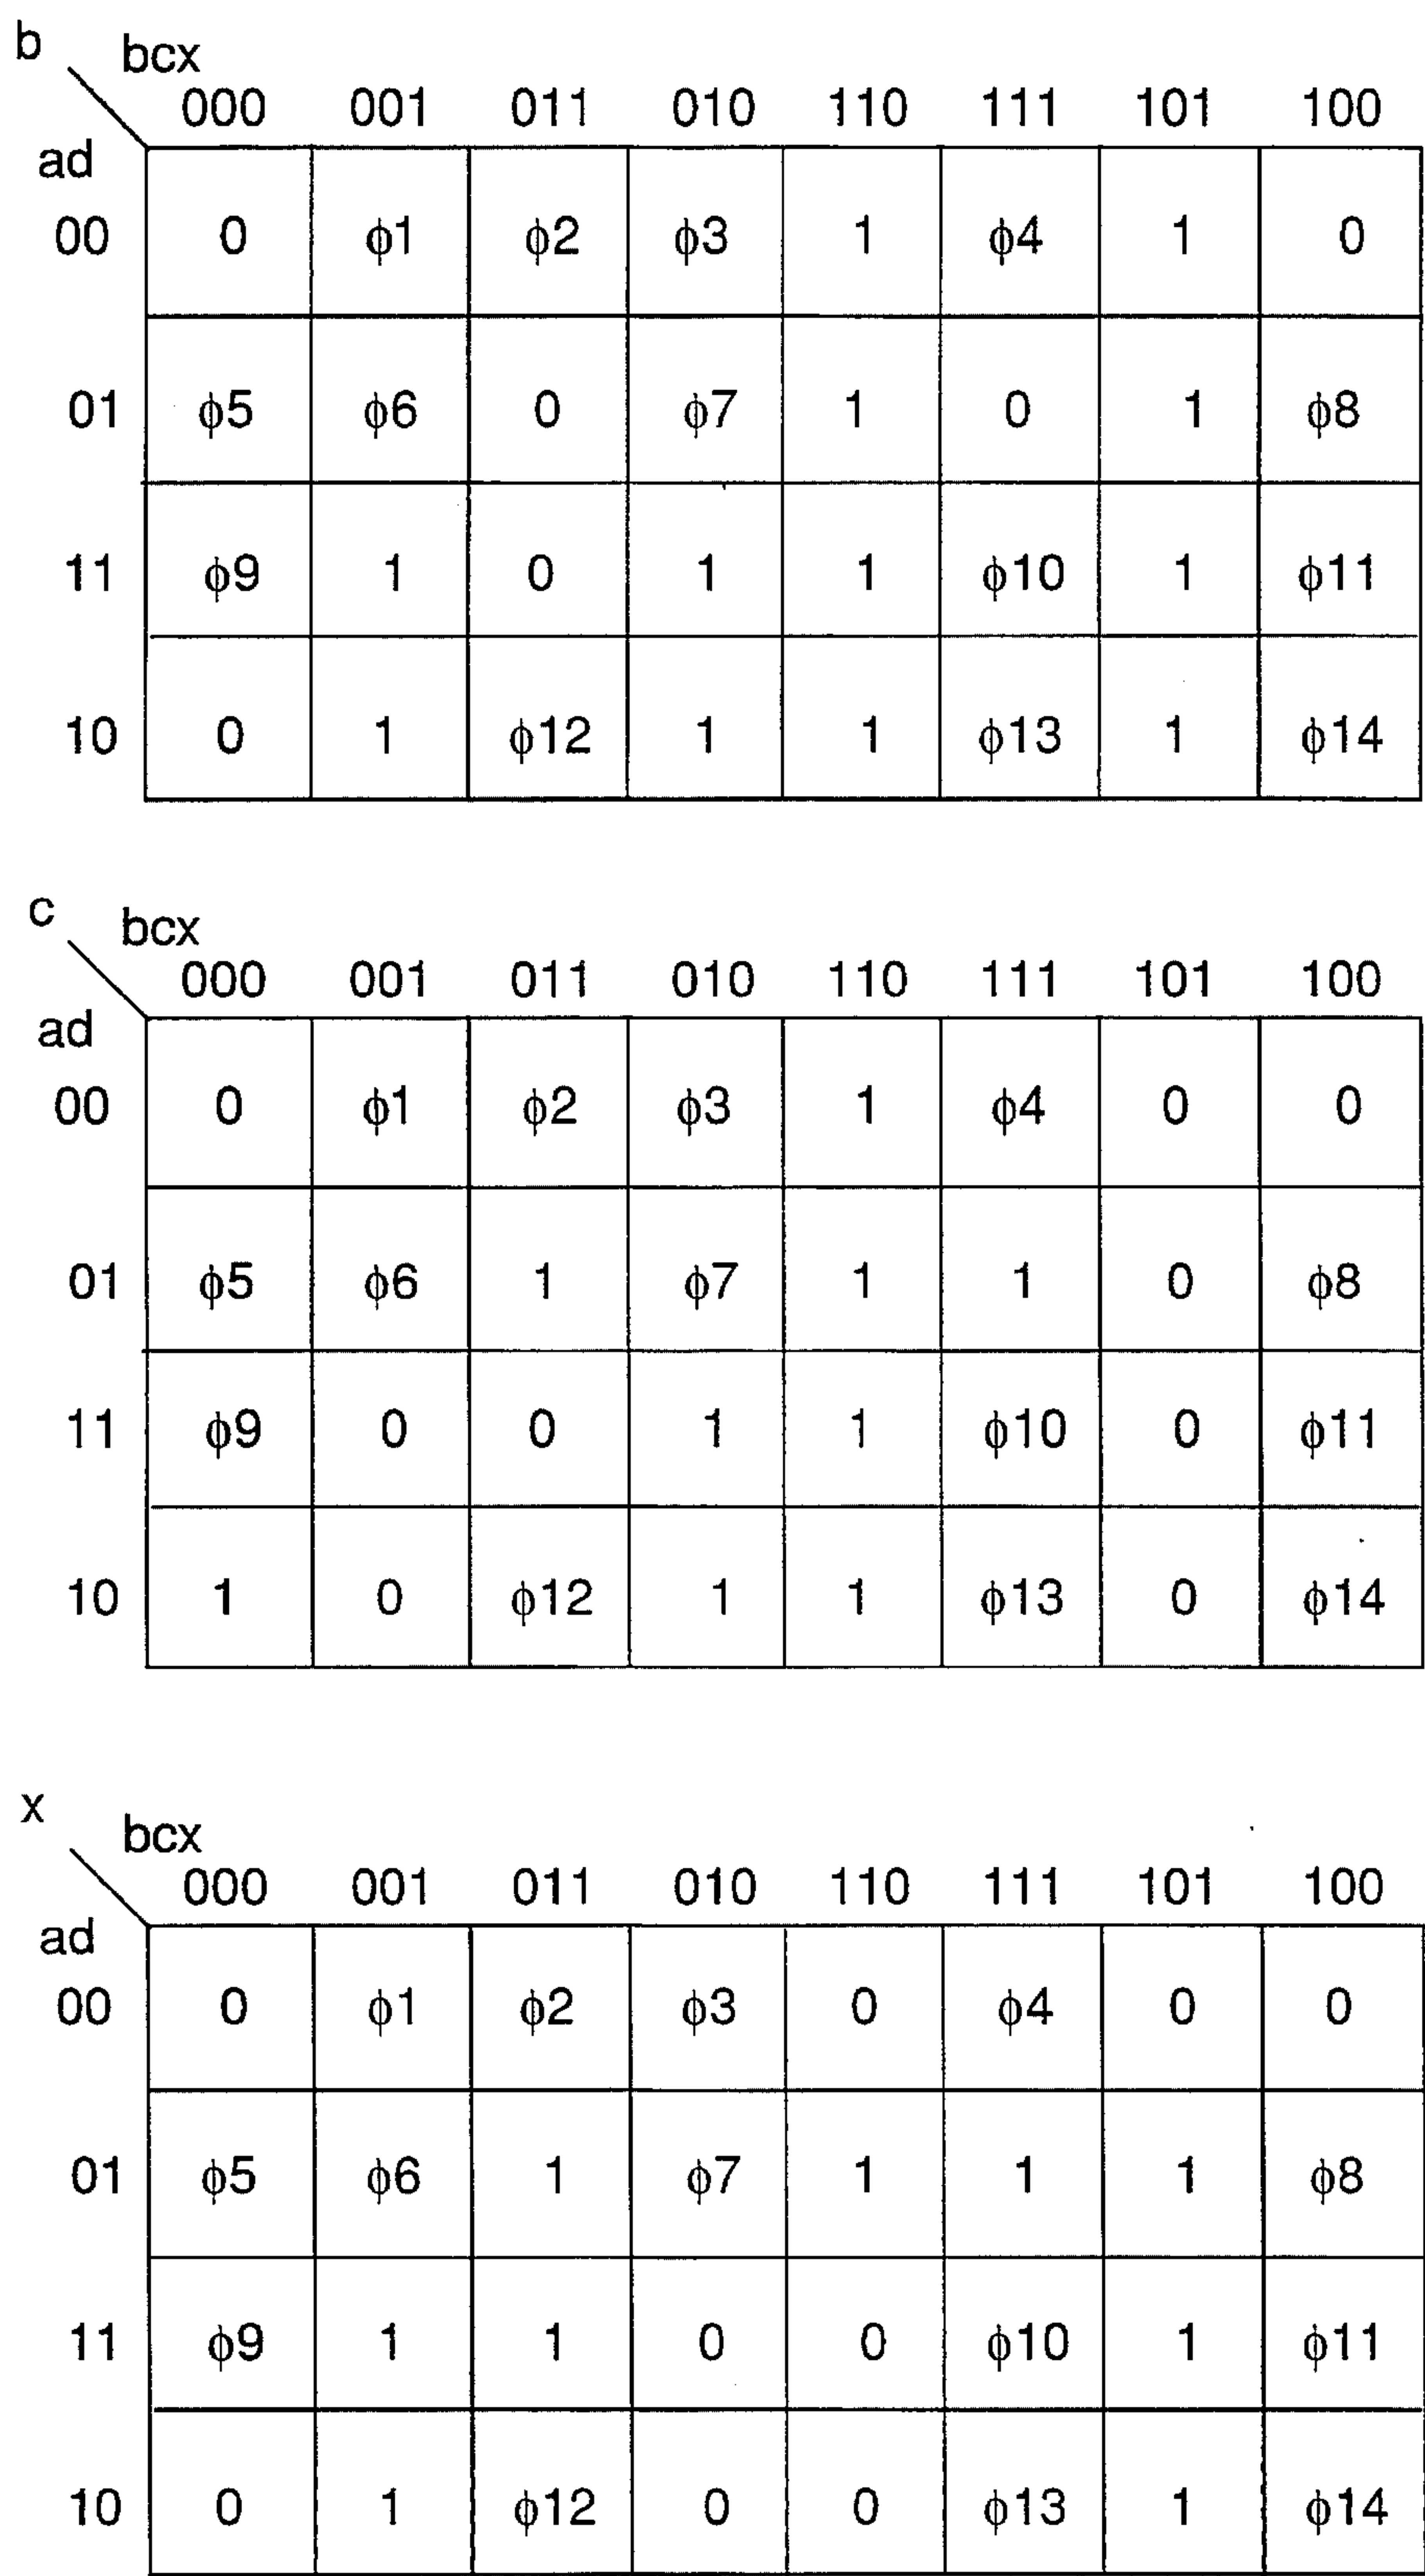 b
bcx
000 001 011 010 110 111 101 100
ad
00 0 ϕ1 ϕ2 ϕ3 1 ϕ4 1 0
01 ϕ5 ϕ6 0 ϕ7 1 0 1 ϕ8
11 ϕ9 1 0 1 1 ϕ10 1 ϕ11
10 0 1 ϕ12 1 1 ϕ13 1 ϕ14
c
bcx
000 001 011 010 110 111 101 100
ad
00 0 ϕ1 ϕ2 ϕ3 1 ϕ4 0 0
01 ϕ5 ϕ6 1 ϕ7 1 1 0 ϕ8
11 ϕ9 0 0 1 1 ϕ10 0 ϕ11
10 1 0 ϕ12 1 1 ϕ13 0 ϕ14
x
bcx
000 001 011 010 110 111 101 100
ad
00 0 ϕ1 ϕ2 ϕ3 0 ϕ4 0 0
01 ϕ5 ϕ6 1 ϕ7 1 1 1 ϕ8
11 ϕ9 1 1 0 0 ϕ10 1 ϕ11
10 0 1 ϕ12 0 0 ϕ13 1 ϕ14